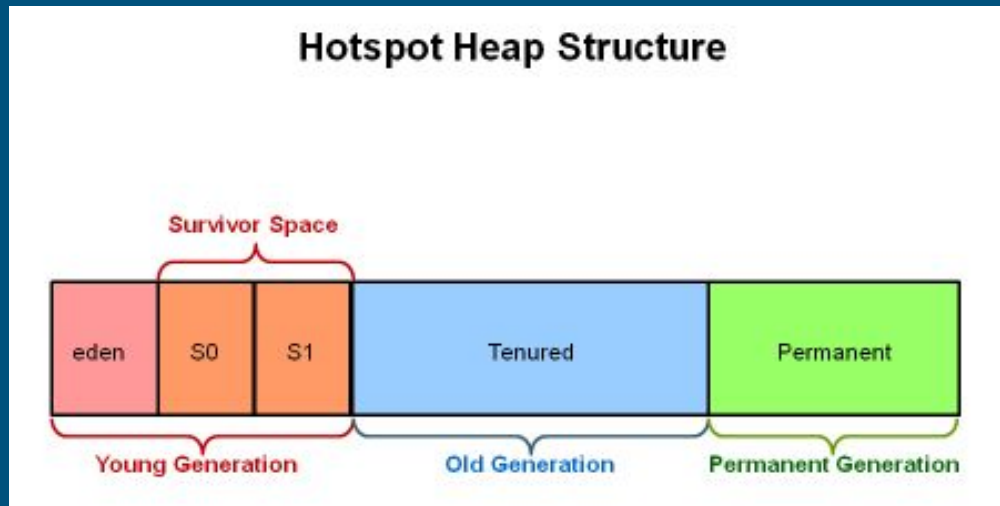 Hotspot Heap Structure
Survivor Space
eden S0 S1 Tenured Permanent
Young Generation Old Generation Permanent Generation